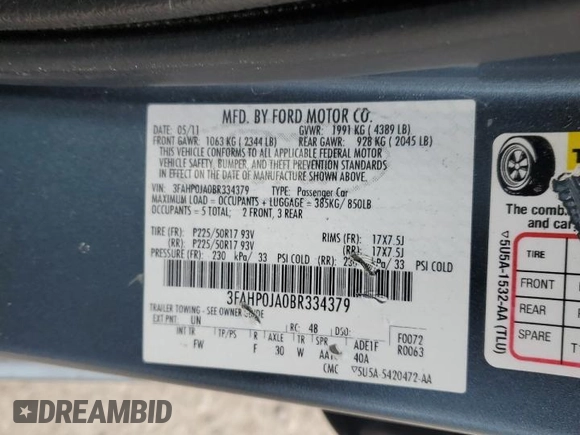 MFD. BY FORD MOTOR CO.
DATE: 05/11 GVWR: 1991 KG ( 4389 LB)
FRONT GAWR: 1063 KG ( 2344 LB) REAR GAWR: 928 KG ( 2045 LB)
THIS VEHICLE CONFORMS TO ALL APPLICABLE FEDERAL MOTOR
VEHICLE SAFETY, BUMPER, AND THEFT PREVENTION STANDARDS
IN EFFECT ON THE DATE OF MANUFACTURE SHOWN ABOVE.
VIN: 3FAHP0JA0BR334379 TYPE: Passenger Car
MAXIMUM LOAD = OCCUPANTS + LUGGAGE = 385KG/ 850LB
OCCUPANTS = 5 TOTAL; 2 FRONT, 3 REAR
TIRE (FR): P225/50R17 93V RIMS (FR): 17X7.5J
(RR): P225/50R17 93V (RR): 17X7.5J
PRESSURE (FR): 230 kPa/ 33 PSI COLD (RR): 230 kPa/ 33 PSI COLD
3FAHP0JA0BR334379
TRAILER TOWING - SEE OWNER GUIDE
EXT PNT: UN RC: 48 DSO: F0072
INT TR TP/PS R AXLE TR SPR ADE1F R0063
FW F 30 W 40A
CMC ▽5U5A-5420472-AA
▽5U5A-1532-AA (TLU)
The comb
and car
TIRE
FRONT
REAR
SPARE
DREAMBID